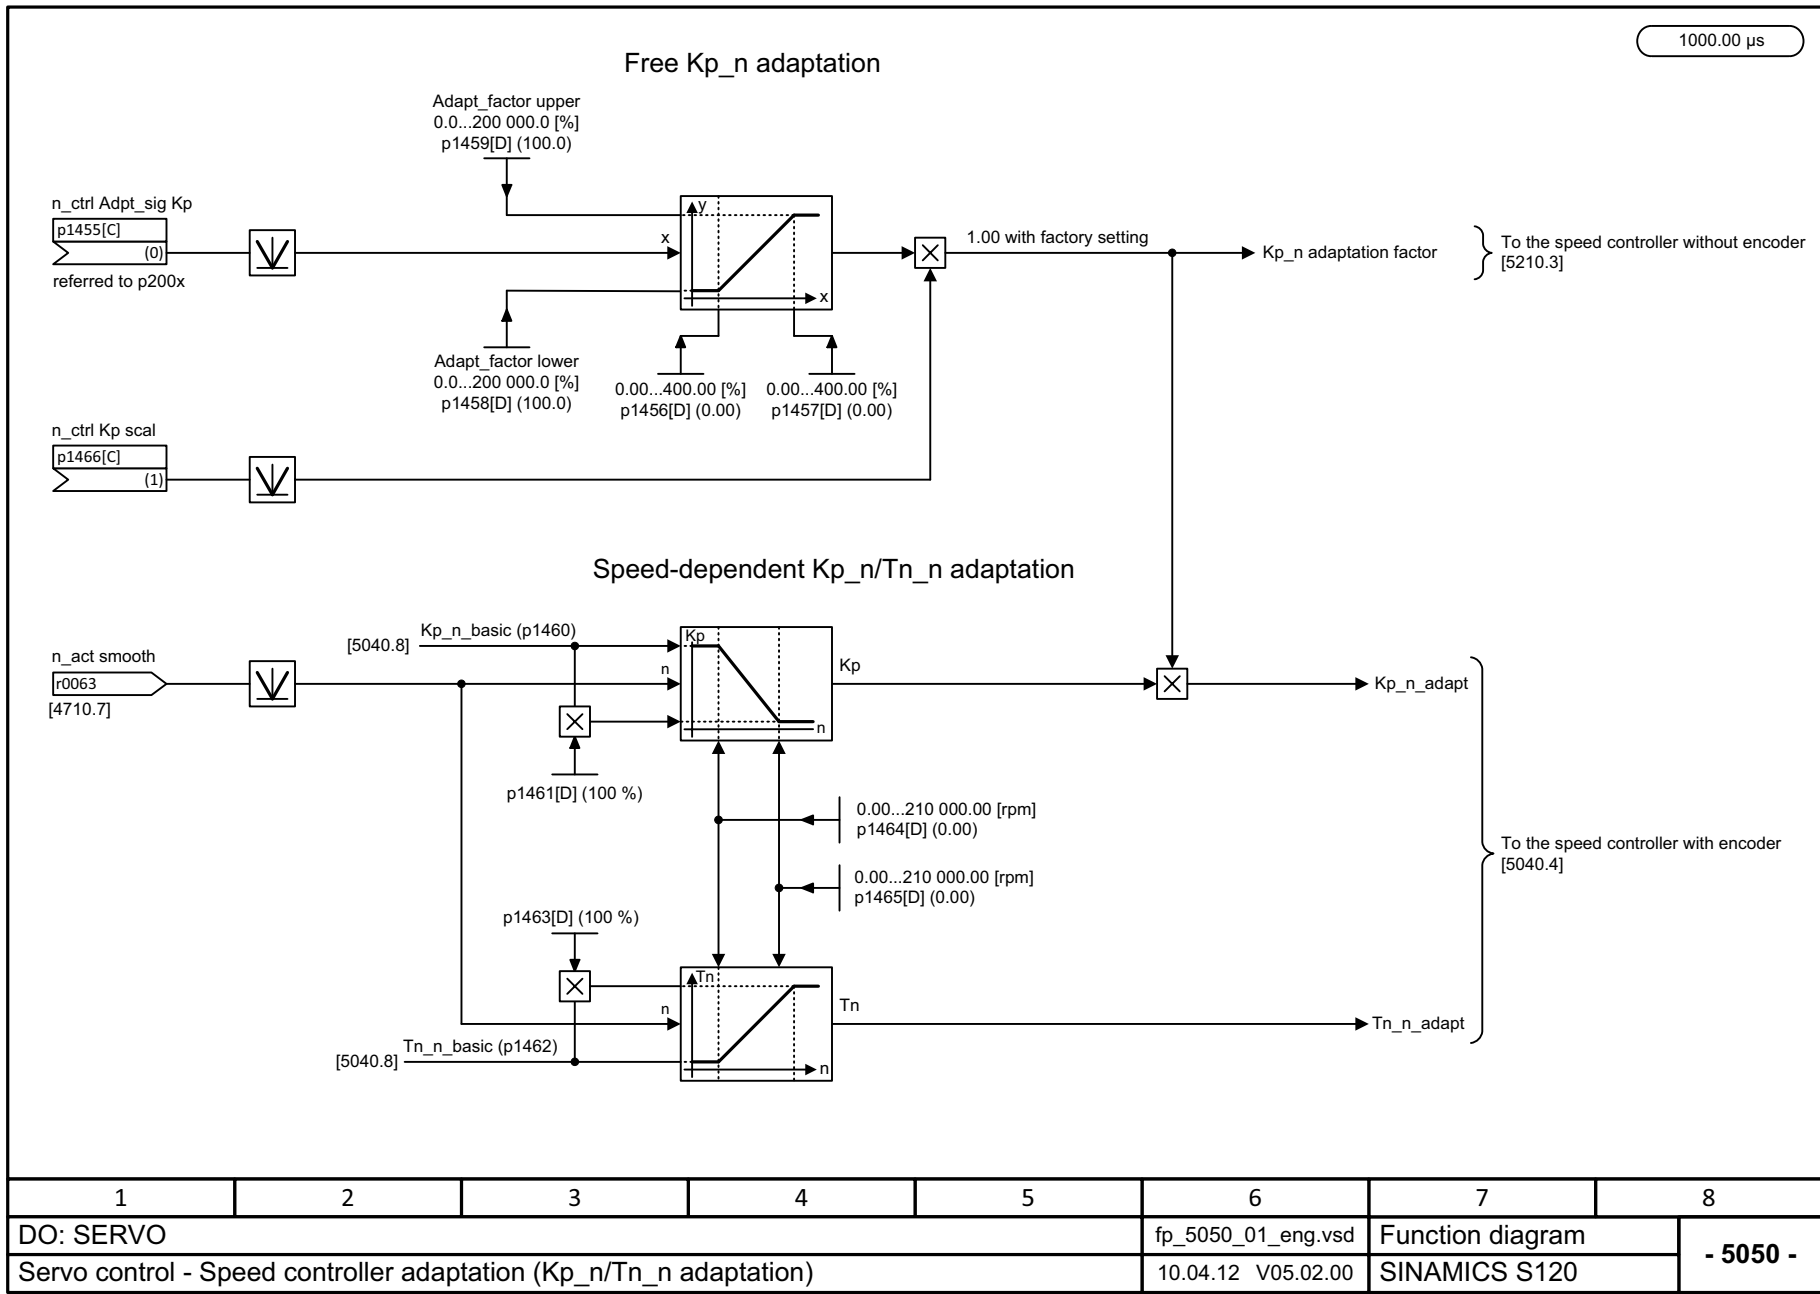 1000.00 µs
Free Kp_n adaptation
Adapt_factor upper
0.0...200 000.0 [%]
p1459[D] (100.0)
n_ctrl Adpt_sig Kp
p1455[C]
(0)
referred to p200x
y
x
x
1.00 with factory setting
Kp_n adaptation factor
To the speed controller without encoder
[5210.3]
Adapt_factor lower
0.0...200 000.0 [%]
p1458[D] (100.0)
0.00...400.00 [%]
p1456[D] (0.00)
0.00...400.00 [%]
p1457[D] (0.00)
n_ctrl Kp scal
p1466[C]
(1)
Speed-dependent Kp_n/Tn_n adaptation
n_act smooth
r0063
[4710.7]
[5040.8]
Kp_n_basic (p1460)
Kp
n
n
Kp
Kp_n_adapt
p1461[D] (100 %)
0.00...210 000.00 [rpm]
p1464[D] (0.00)
0.00...210 000.00 [rpm]
p1465[D] (0.00)
To the speed controller with encoder
[5040.4]
p1463[D] (100 %)
Tn
n
n
Tn
Tn_n_adapt
[5040.8]
Tn_n_basic (p1462)
1 2 3 4 5 6 7 8
DO: SERVO
fp_5050_01_eng.vsd
Function diagram
- 5050 -
Servo control - Speed controller adaptation (Kp_n/Tn_n adaptation)
10.04.12 V05.02.00
SINAMICS S120